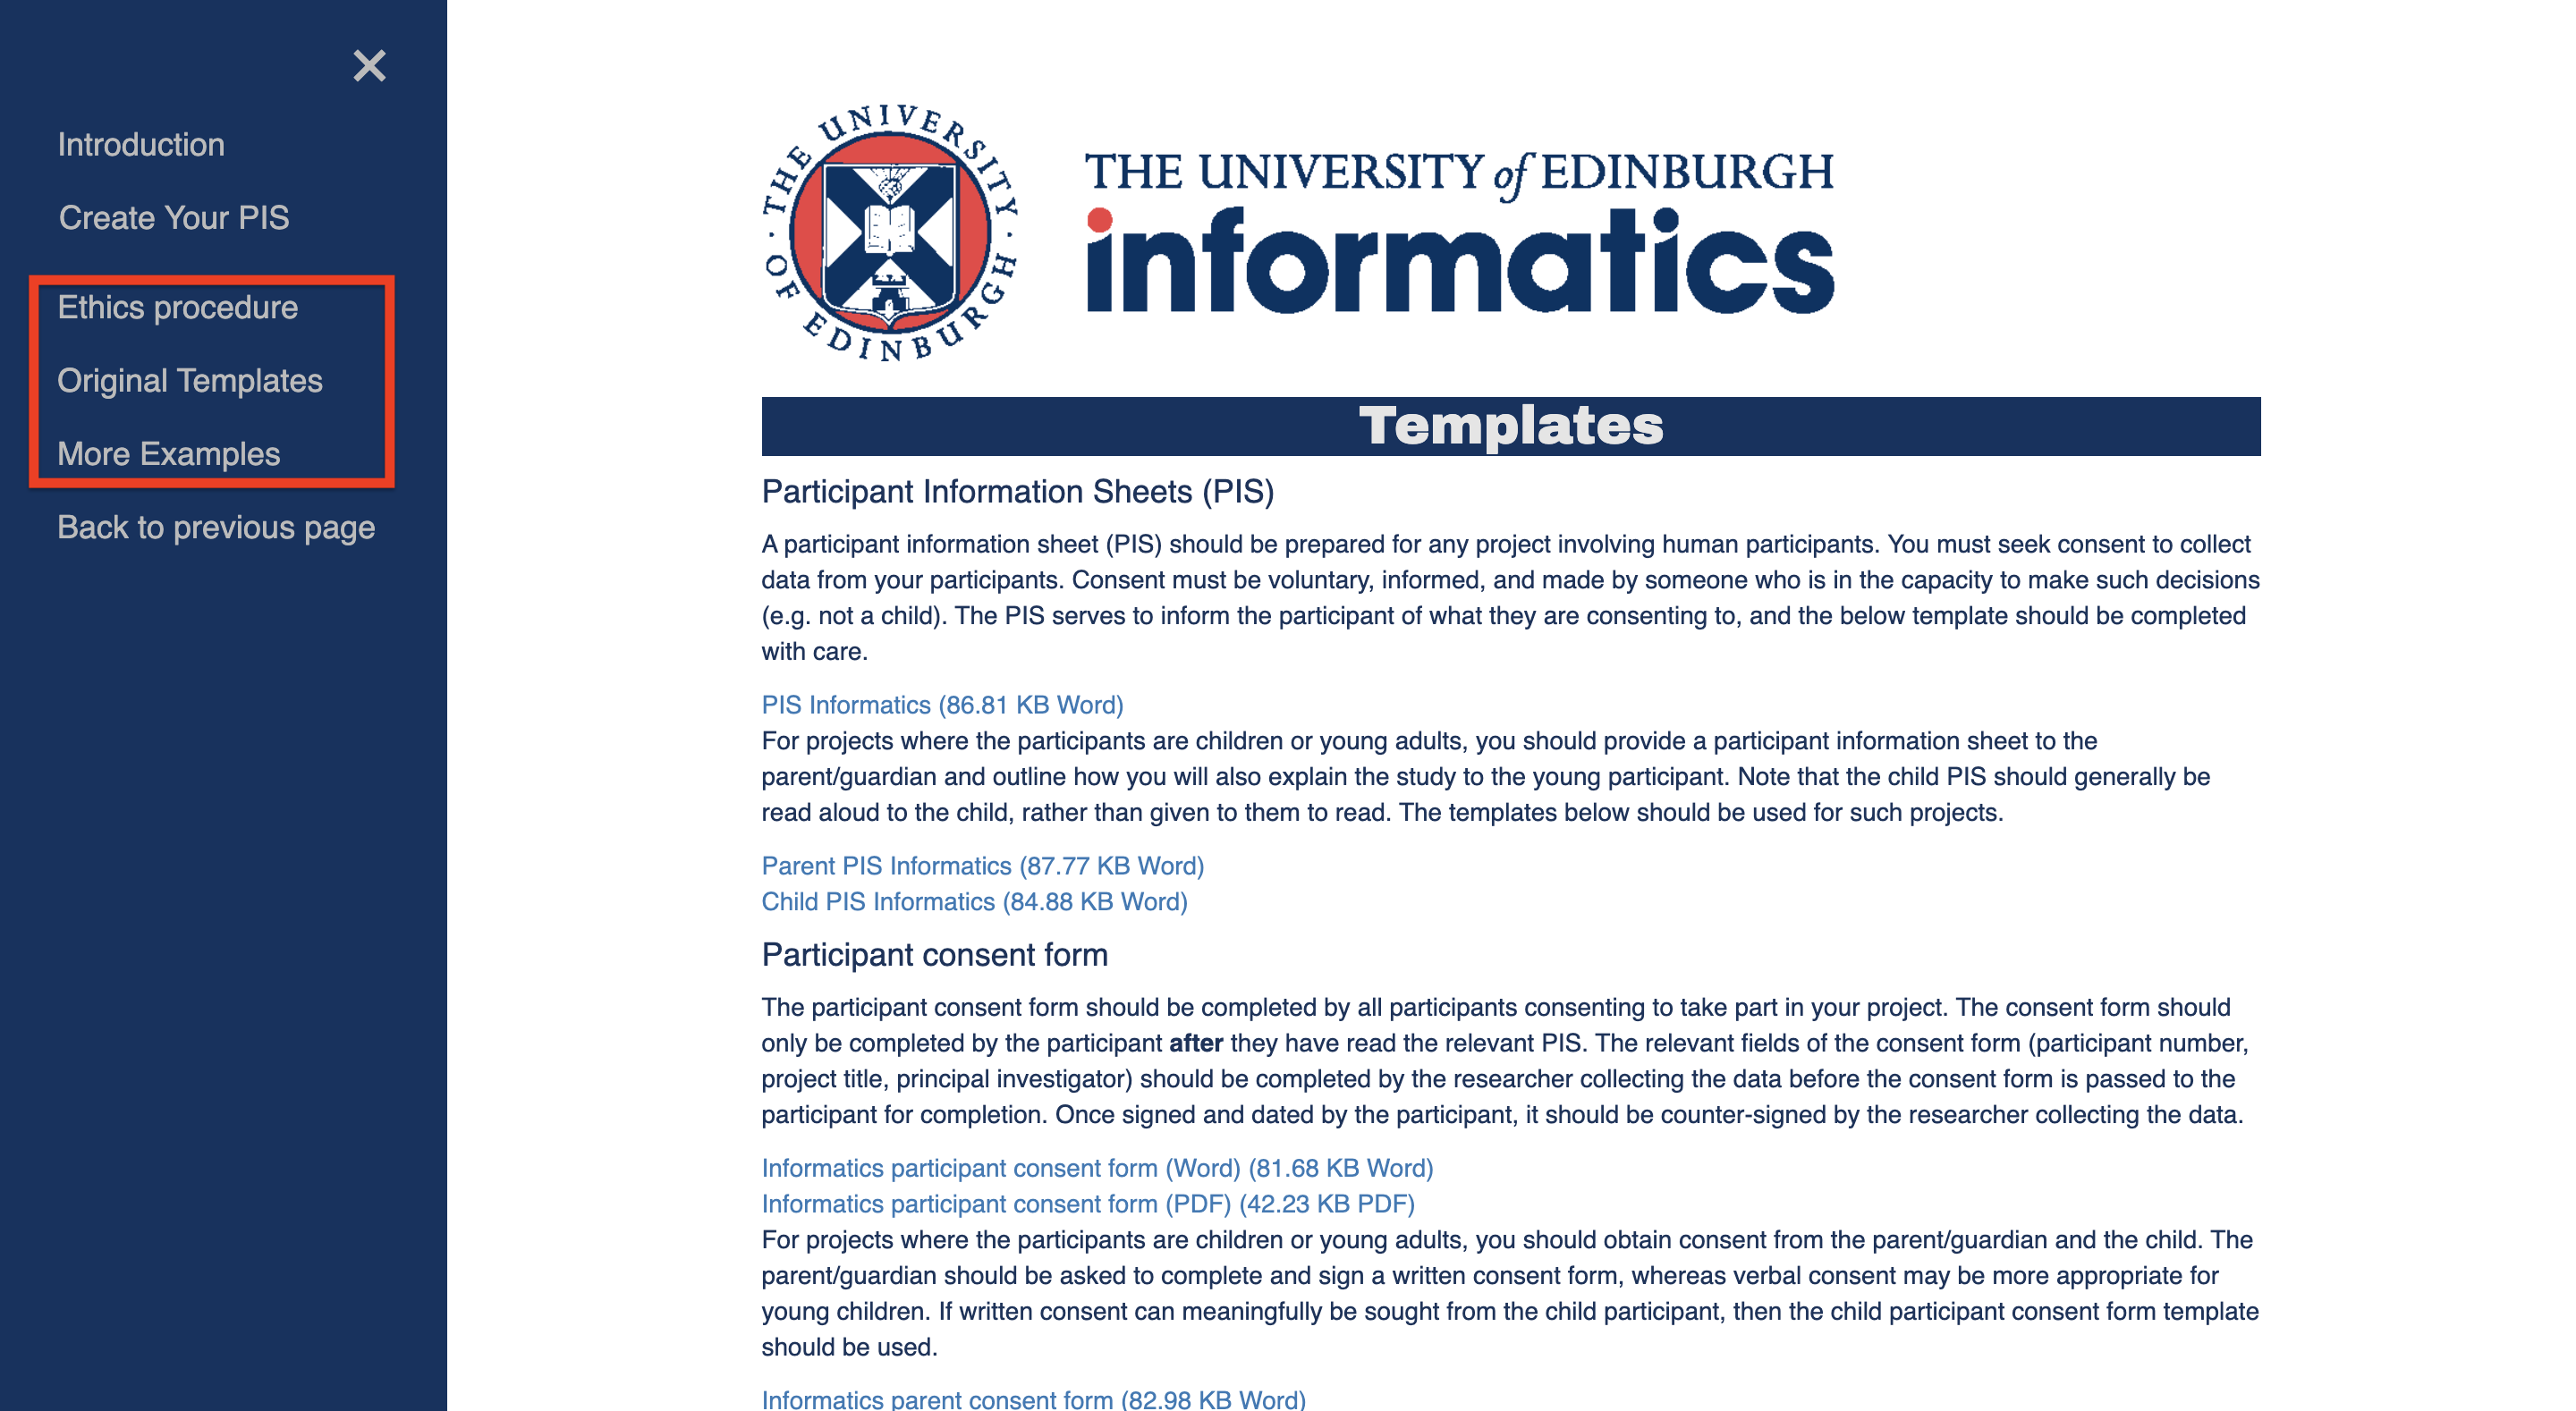 Introduction
Create Your PIS
Ethics procedure
Original Templates
More Examples
Back to previous page
THE UNIVERSITY OF EDINBURGH
THE UNIVERSITY of EDINBURGH
informatics
Templates
Participant Information Sheets (PIS)
A participant information sheet (PIS) should be prepared for any project involving human participants. You must seek consent to collect
data from your participants. Consent must be voluntary, informed, and made by someone who is in the capacity to make such decisions
(e.g. not a child). The PIS serves to inform the participant of what they are consenting to, and the below template should be completed
with care.
PIS Informatics (86.81 KB Word)
For projects where the participants are children or young adults, you should provide a participant information sheet to the
parent/guardian and outline how you will also explain the study to the young participant. Note that the child PIS should generally be
read aloud to the child, rather than given to them to read. The templates below should be used for such projects.
Parent PIS Informatics (87.77 KB Word)
Child PIS Informatics (84.88 KB Word)
Participant consent form
The participant consent form should be completed by all participants consenting to take part in your project. The consent form should
only be completed by the participant after they have read the relevant PIS. The relevant fields of the consent form (participant number,
project title, principal investigator) should be completed by the researcher collecting the data before the consent form is passed to the
participant for completion. Once signed and dated by the participant, it should be counter-signed by the researcher collecting the data.
Informatics participant consent form (Word) (81.68 KB Word)
Informatics participant consent form (PDF) (42.23 KB PDF)
For projects where the participants are children or young adults, you should obtain consent from the parent/guardian and the child. The
parent/guardian should be asked to complete and sign a written consent form, whereas verbal consent may be more appropriate for
young children. If written consent can meaningfully be sought from the child participant, then the child participant consent form template
should be used.
Informatics parent consent form (82.98 KB Word)